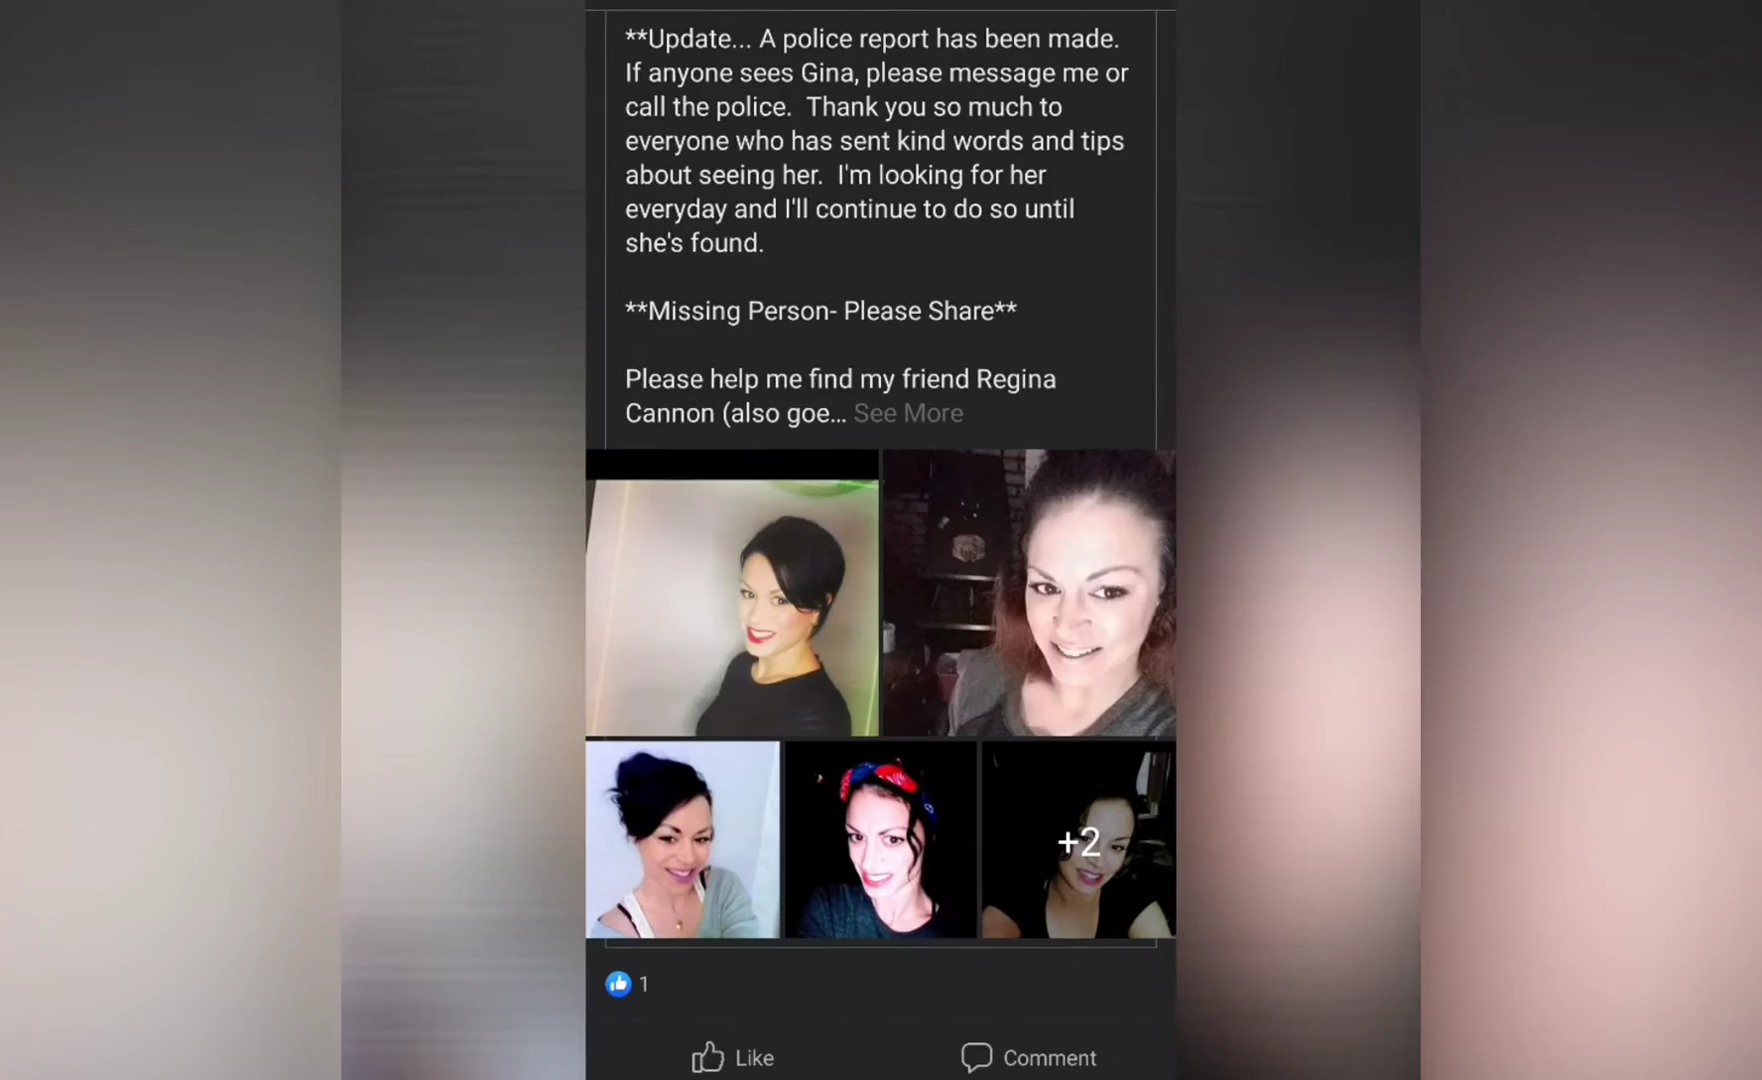 **Update... A police report has been made.
If anyone sees Gina, please message me or
call the police. Thank you so much to
everyone who has sent kind words and tips
about seeing her. I'm looking for her
everyday and I'll continue to do so until
she's found.
**Missing Person- Please Share**
Please help me find my friend Regina
Cannon (also goe... See More
+2
1
Like
Comment